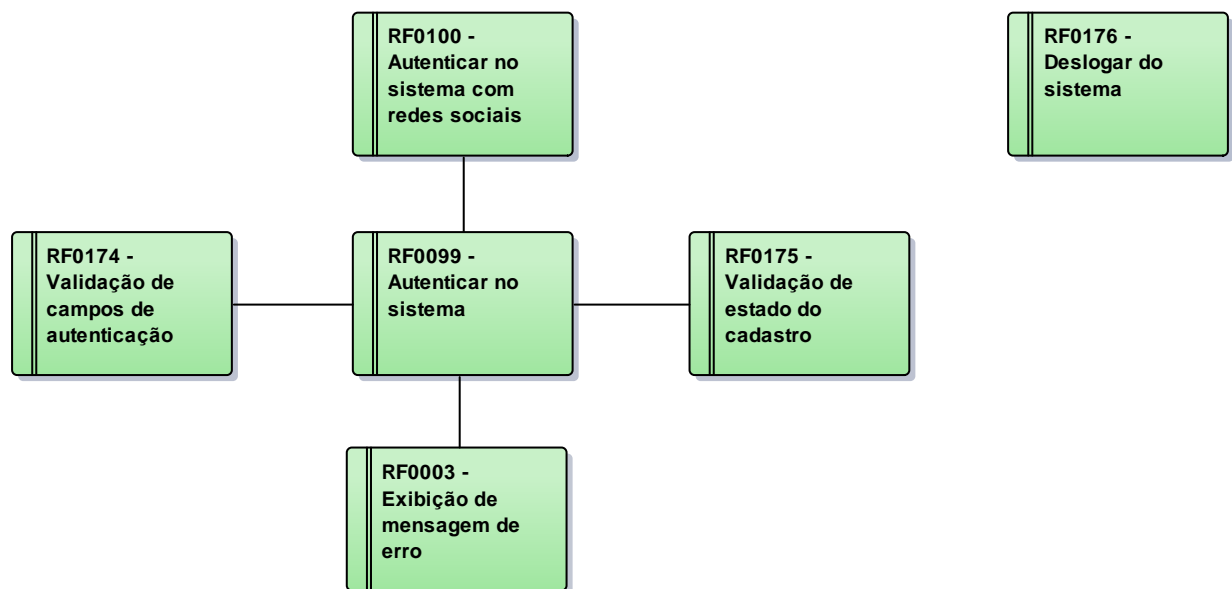 RF0100 -
Autenticar no
sistema com
redes sociais
RF0176 -
Deslogar do
sistema
RF0174 -
Validação de
campos de
autenticação
RF0099 -
Autenticar no
sistema
RF0175 -
Validação de
estado do
cadastro
RF0003 -
Exibição de
mensagem de
erro